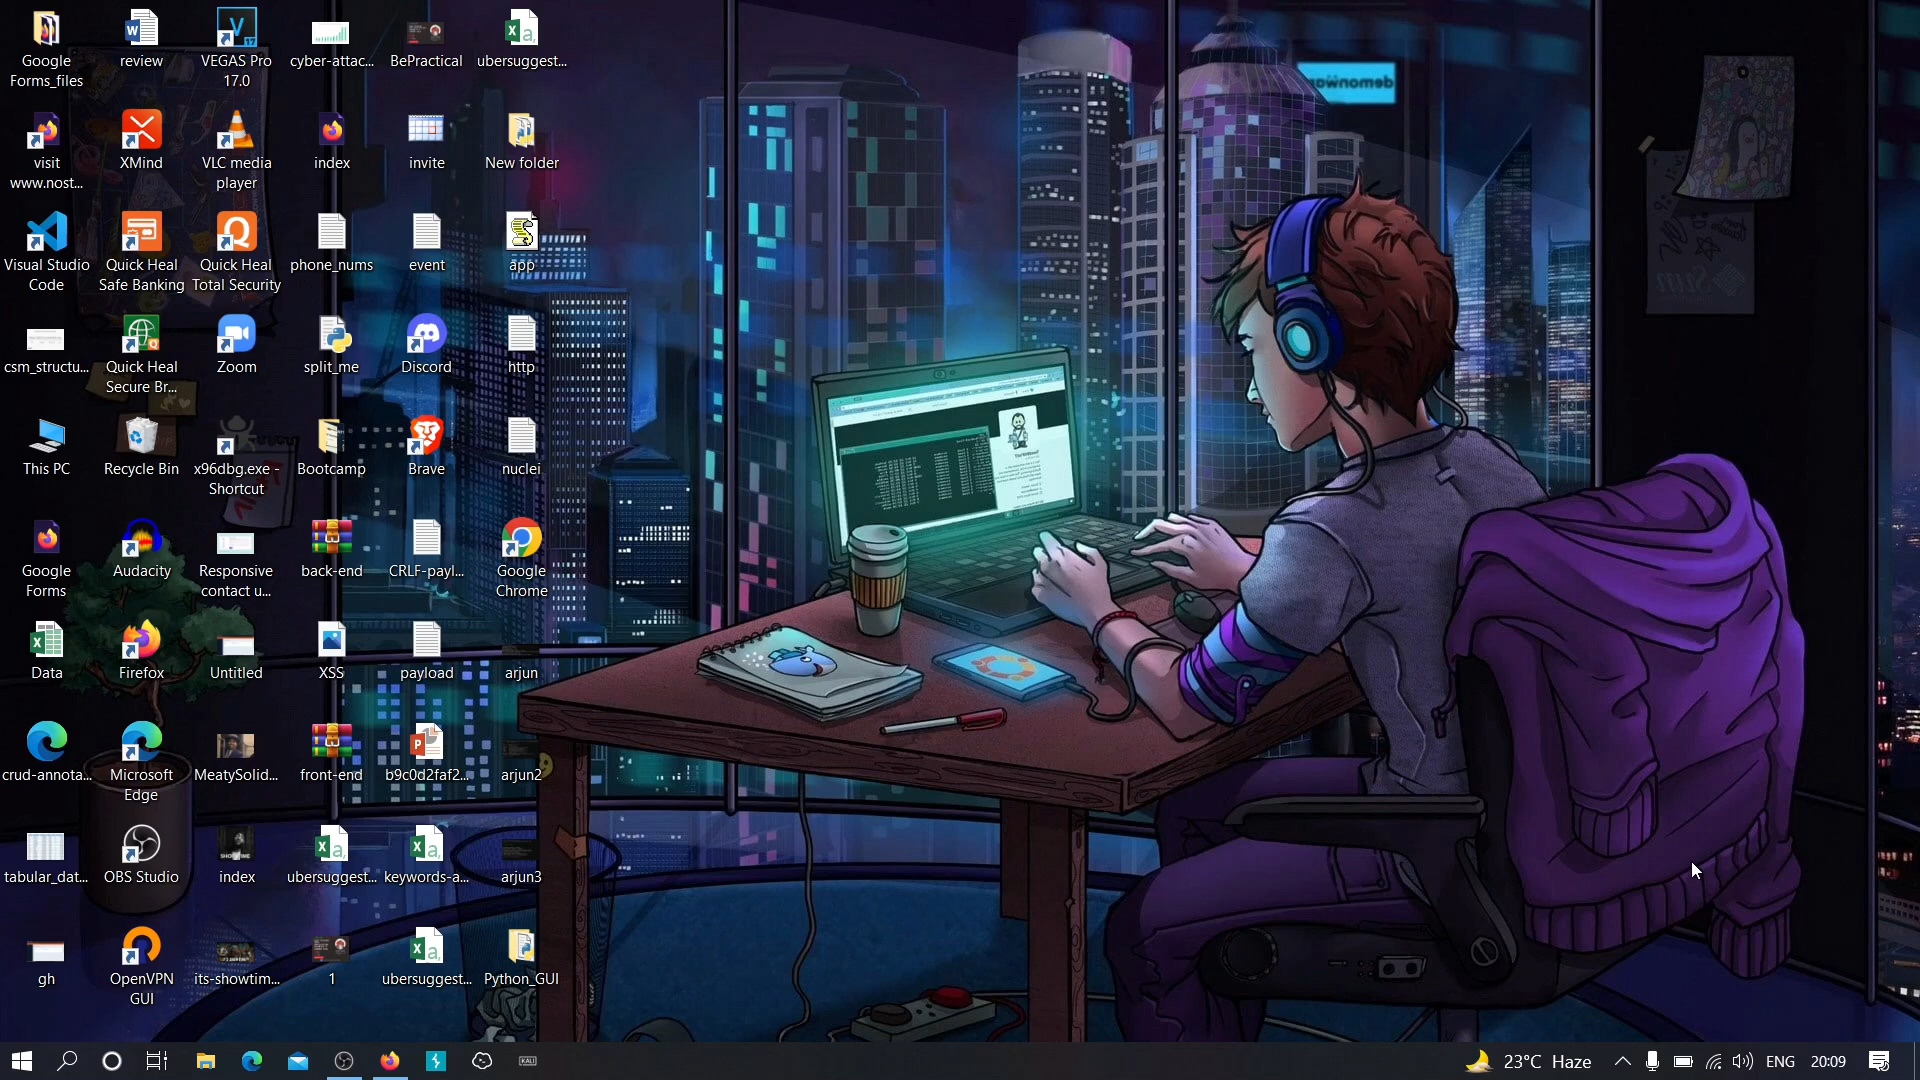 Google
Forms_files
review
VEGAS Pro
17.0
cyber-attac...
BePractical
ubersuggest...
visit
www.nost...
XMind
VLC media
player
index
invite
New folder
Visual Studio
Code
Quick Heal
Safe Banking
Quick Heal
Total Security
phone_nums
event
app
csm_structu...
Quick Heal
Secure Br...
Zoom
split_me
Discord
http
This PC
Recycle Bin
x96dbg.exe -
Shortcut
Bootcamp
Brave
nuclei
Google
Forms
Audacity
Responsive
contact u...
back-end
CRLF-payl...
Google
Chrome
Data
Firefox
Untitled
XSS
payload
arjun
crud-annota...
Microsoft
Edge
MeatySolid...
front-end
b9c0d2faf2...
arjun2
tabular_dat...
OBS Studio
index
ubersuggest...
keywords-a...
arjun3
gh
OpenVPN
GUI
its-showtim...
1
ubersuggest...
Python_GUI
KALI
23°C Haze
ENG
20:09